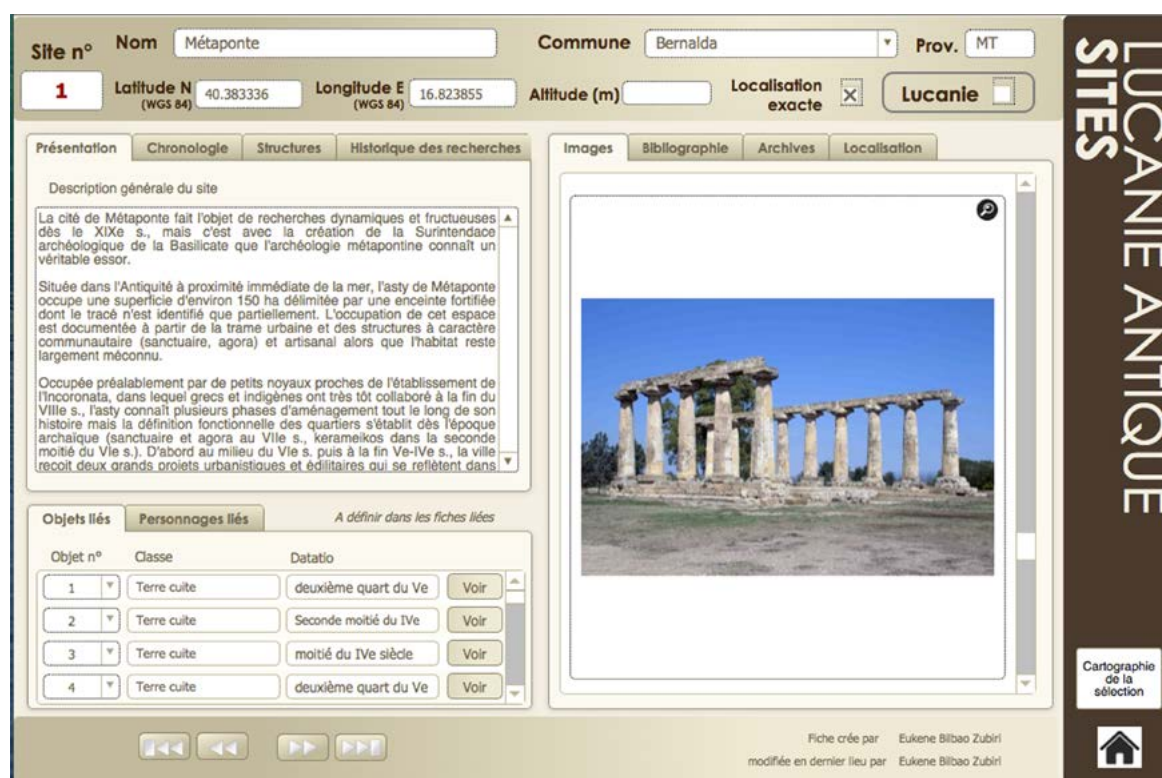 Site n°
1
Nom Métaponte
Commune Bernalda
Prov. MT
Latitude N (WGS 84) 40.383336
Longitude E (WGS 84) 16.823855
Altitude (m)
Localisation exacte
Lucanie
Présentation Chronologie Structures Historique des recherches
Description générale du site
La cité de Métaponte fait l'objet de recherches dynamiques et fructueuses
dès le XIXe s., mais c'est avec la création de la Surintendace
archéologique de la Basilicate que l'archéologie métapontine connaît un
véritable essor.
Située dans l'Antiquité à proximité immédiate de la mer, l'asty de Métaponte
occupe une superficie d'environ 150 ha délimitée par une enceinte fortifiée
dont le tracé n'est identifié que partiellement. L'occupation de cet espace
est documentée à partir de la trame urbaine et des structures à caractère
communautaire (sanctuaire, agora) et artisanal alors que l'habitat reste
largement méconnu.
Occupée préalablement par de petits noyaux proches de l'établissement de
l'Incoronata, dans lequel grecs et indigènes ont très tôt collaboré à la fin du
VIIIe s., l'asty connaît plusieurs phases d'aménagement tout le long de son
histoire mais la définition fonctionnelle des quartiers s'établit dès l'époque
archaïque (sanctuaire et agora au VIIe s., kerameikos dans la seconde
moitié du VIe s.). D'abord au milieu du VIe s. puis à la fin Ve-IVe s., la ville
reçoit deux grands projets urbanistiques et édilitaires qui se reflètent dans
Images Bibliographie Archives Localisation
Objets liés Personnages liés A définir dans les fiches liées
Objet n° Classe Datatio
1 Terre cuite deuxième quart du Ve Voir
2 Terre cuite Seconde moitié du IVe Voir
3 Terre cuite moitié du IVe siècle Voir
4 Terre cuite deuxième quart du Ve Voir
Fiche crée par Eukene Bilbao Zubiri
modifiée en dernier lieu par Eukene Bilbao Zubiri
LUCANIE ANTIQUE
SITES
Cartographie
de la
sélection